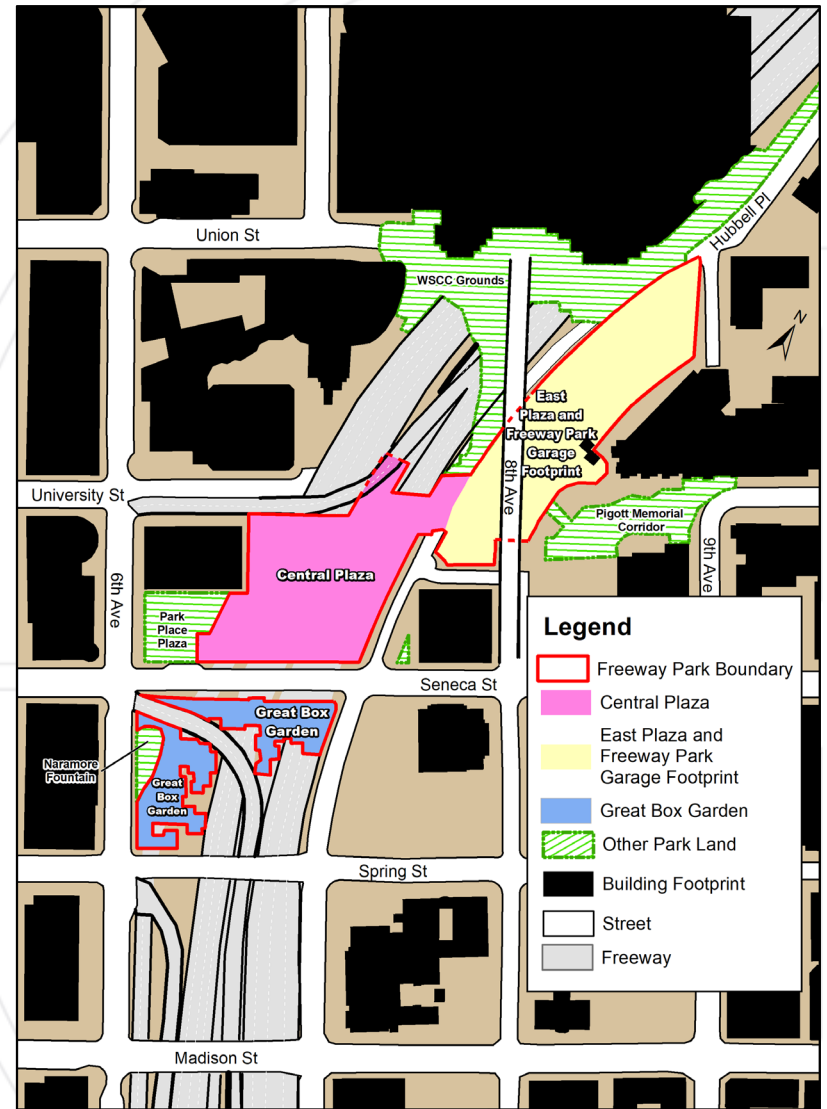 Union St
Hubbell Pl
WSCC Grounds
N
East
Plaza and
Freeway Park
Garage
Footprint
8th Ave
University St
Pigott Memorial
Corridor
9th Ave
6th Ave
Central Plaza
Park
Place
Plaza
Seneca St
Great Box
Garden
Naramore
Fountain
Great
Box
Garden
Spring St
Madison St
Legend
Freeway Park Boundary
Central Plaza
East Plaza and
Freeway Park
Garage Footprint
Great Box Garden
Other Park Land
Building Footprint
Street
Freeway